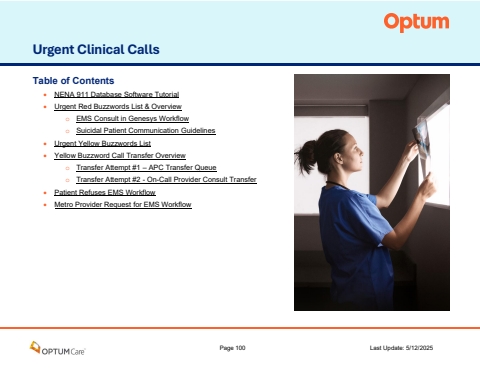 Optum
Urgent Clinical Calls
Table of Contents
• NENA 911 Database Software Tutorial
• Urgent Red Buzzwords List & Overview
o EMS Consult in Genesys Workflow
o Suicidal Patient Communication Guidelines
• Urgent Yellow Buzzwords List
• Yellow Buzzword Call Transfer Overview
o Transfer Attempt #1 – APC Transfer Queue
o Transfer Attempt #2 - On-Call Provider Consult Transfer
• Patient Refuses EMS Workflow
• Metro Provider Request for EMS Workflow
OPTUMCare Page 100 Last Update: 5/12/2025